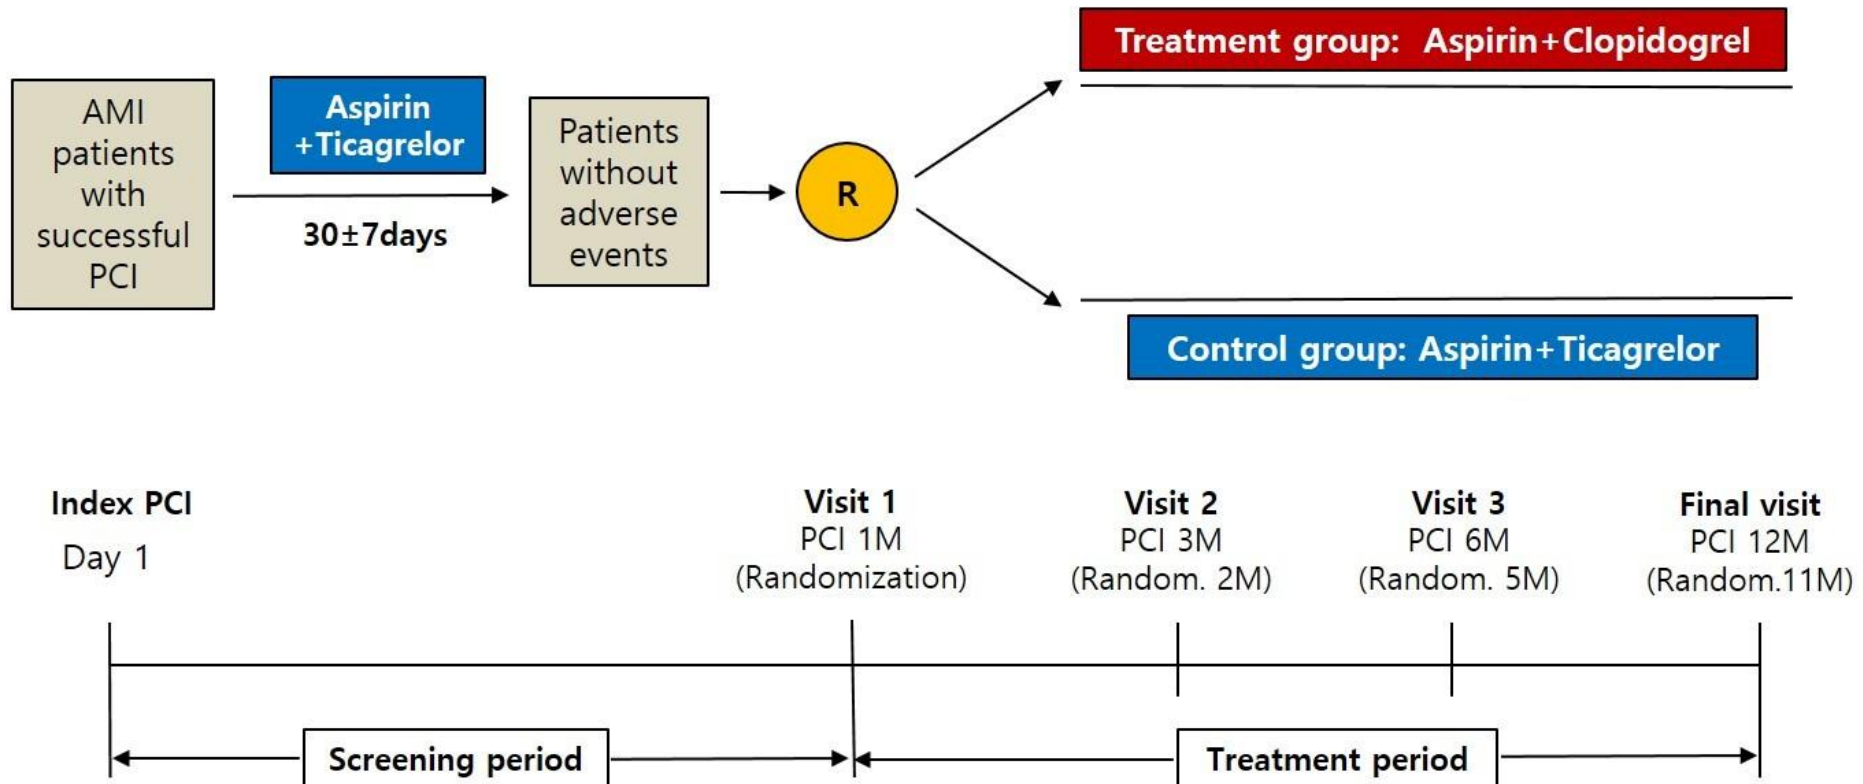 Treatment group: Aspirin+Clopidogrel
AMI
patients
with
successful
PCI
Aspirin
+Ticagrelor
30±7days
Patients
without
adverse
events
R
Control group: Aspirin+Ticagrelor
Index PCI
Day 1
Visit 1
PCI 1M
(Randomization)
Visit 2
PCI 3M
(Random. 2M)
Visit 3
PCI 6M
(Random. 5M)
Final visit
PCI 12M
(Random.11M)
Screening period
Treatment period